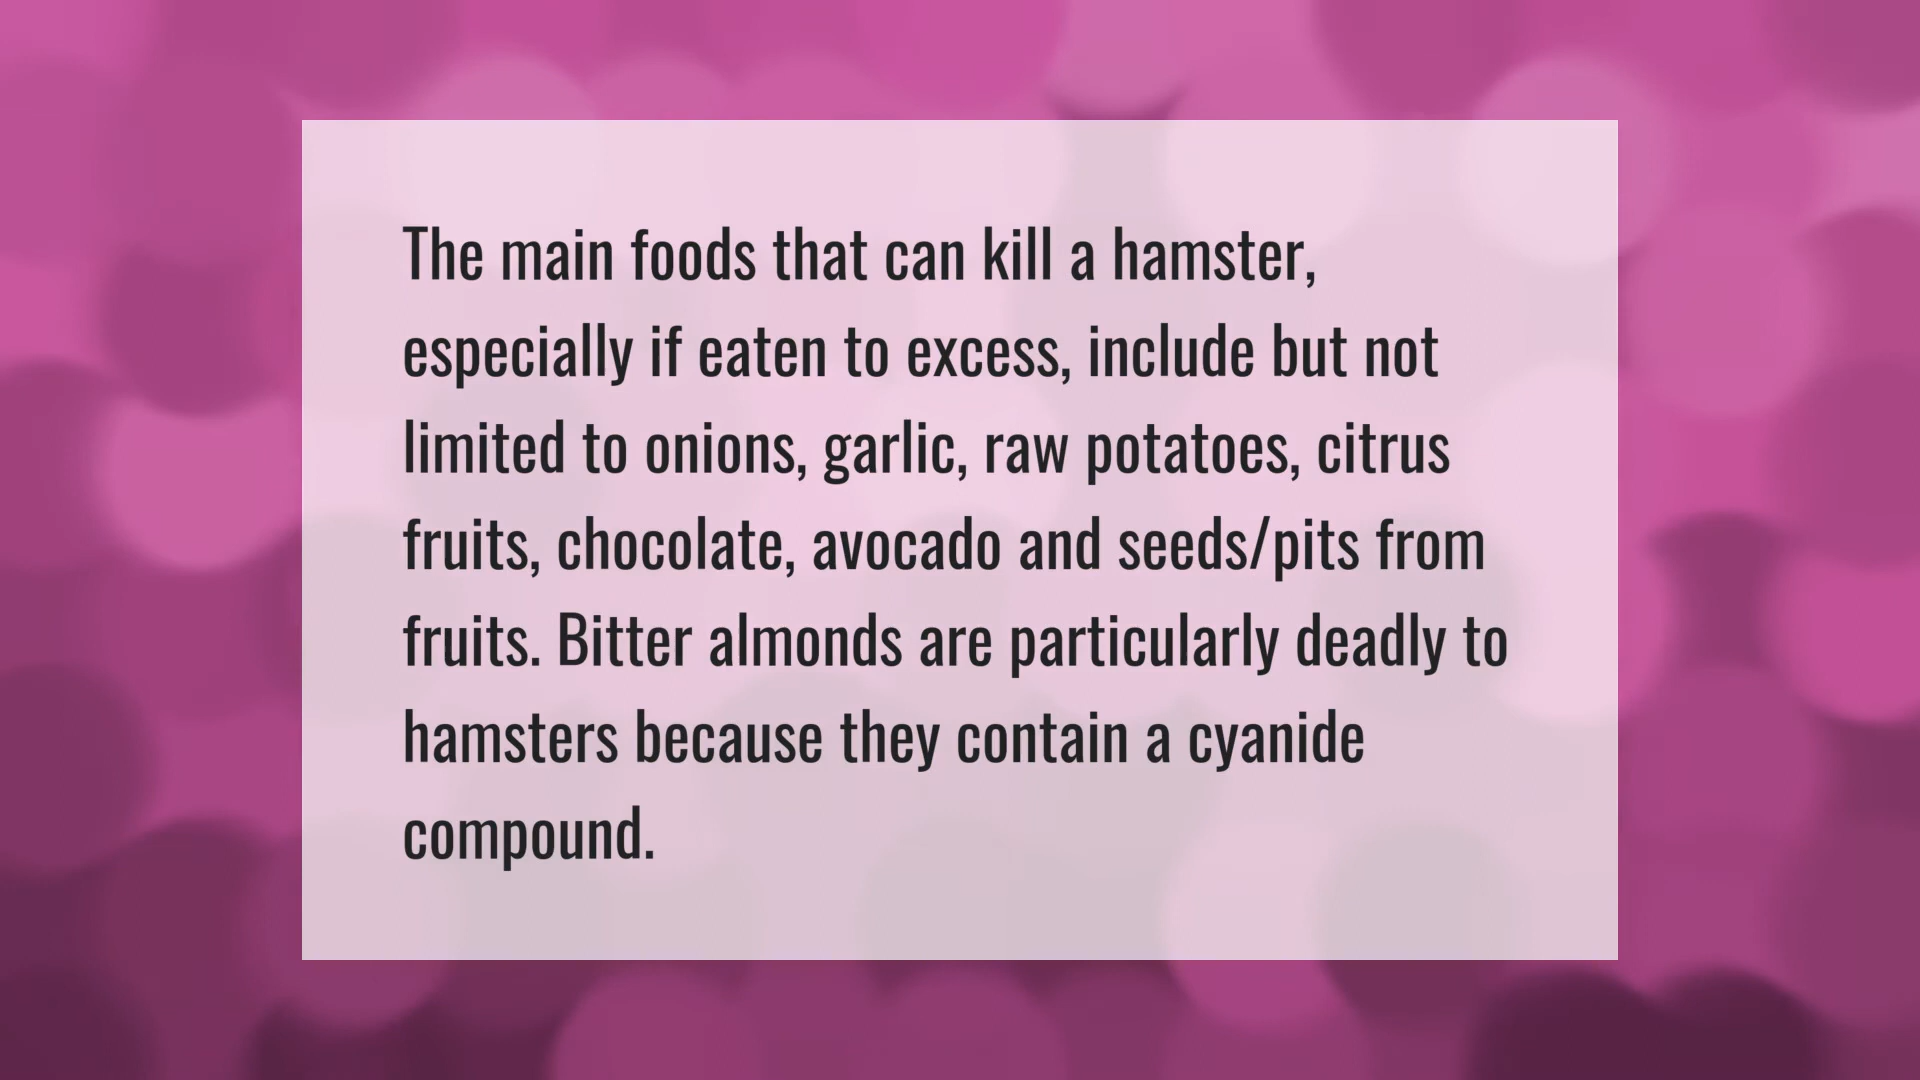 The main foods that can kill a hamster,
especially if eaten to excess, include but not
limited to onions, garlic, raw potatoes, citrus
fruits, chocolate, avocado and seeds/pits from
fruits. Bitter almonds are particularly deadly to
hamsters because they contain a cyanide
compound.